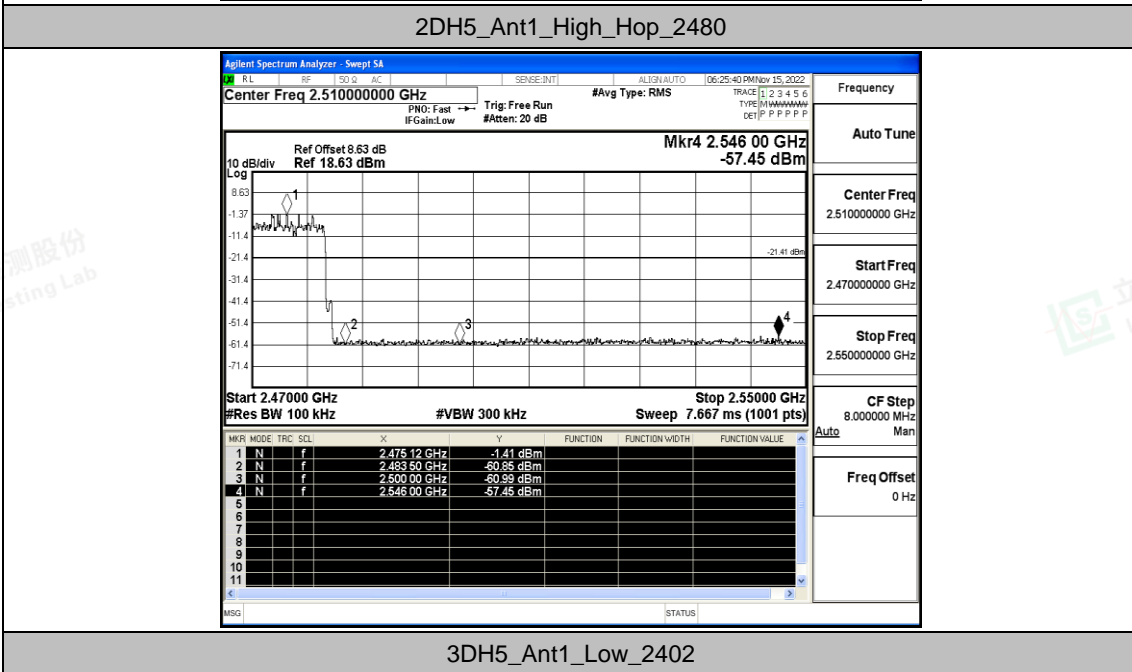 2DH5_Ant1_High_Hop_2480
Agilent Spectrum Analyzer - Swept SA
LXI RL RF 50 Ω AC SENSE:INT ALIGNAUTO 06:25:40 PMNov 15, 2022
Center Freq 2.510000000 GHz
PNO: Fast
IFGain:Low
Trig: Free Run
#Atten: 20 dB
#Avg Type: RMS
TRACE 1 2 3 4 5 6
TYPE M WWWWW
DET P P P P P P
Mkr4 2.546 00 GHz
-57.45 dBm
Ref Offset 8.63 dB
10 dB/div Ref 18.63 dBm
Log
8.63
-1.37
-11.4
-21.4
-31.4
-41.4
-51.4
-61.4
-71.4
1
2
3
4
-21.41 dBm
Start 2.47000 GHz Stop 2.55000 GHz
#Res BW 100 kHz #VBW 300 kHz Sweep 7.667 ms (1001 pts)
MKR MODE TRC SCL X Y FUNCTION FUNCTION WIDTH FUNCTION VALUE
1 N f 2.475 12 GHz -1.41 dBm
2 N f 2.483 50 GHz -60.85 dBm
3 N f 2.500 00 GHz -60.99 dBm
4 N f 2.546 00 GHz -57.45 dBm
5
6
7
8
9
10
11
MSG STATUS
Frequency
Auto Tune
Center Freq
2.510000000 GHz
Start Freq
2.470000000 GHz
Stop Freq
2.550000000 GHz
CF Step
8.000000 MHz
Auto Man
Freq Offset
0 Hz
3DH5_Ant1_Low_2402
测股份
sting Lab
立